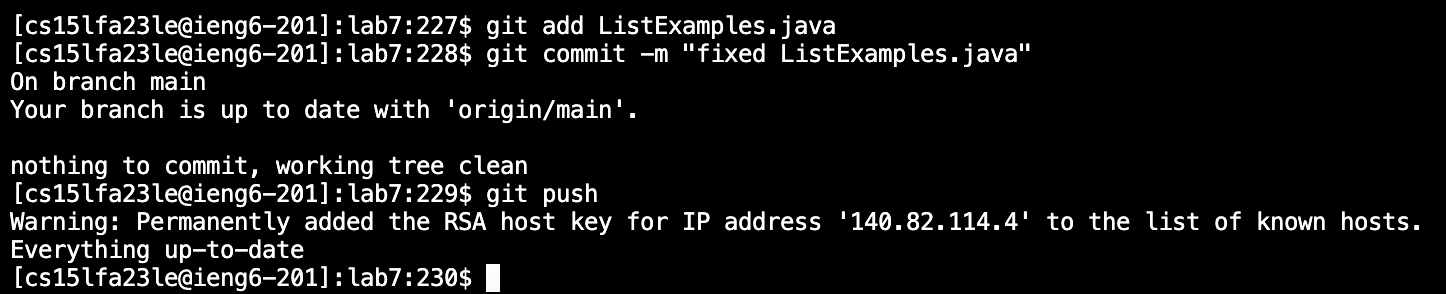 [cs15lfa23le@ieng6-201]:lab7:227$ git add ListExamples.java
[cs15lfa23le@ieng6-201]:lab7:228$ git commit -m "fixed ListExamples.java"
On branch main
Your branch is up to date with 'origin/main'.
nothing to commit, working tree clean
[cs15lfa23le@ieng6-201]:lab7:229$ git push
Warning: Permanently added the RSA host key for IP address '140.82.114.4' to the list of known hosts.
Everything up-to-date
[cs15lfa23le@ieng6-201]:lab7:230$